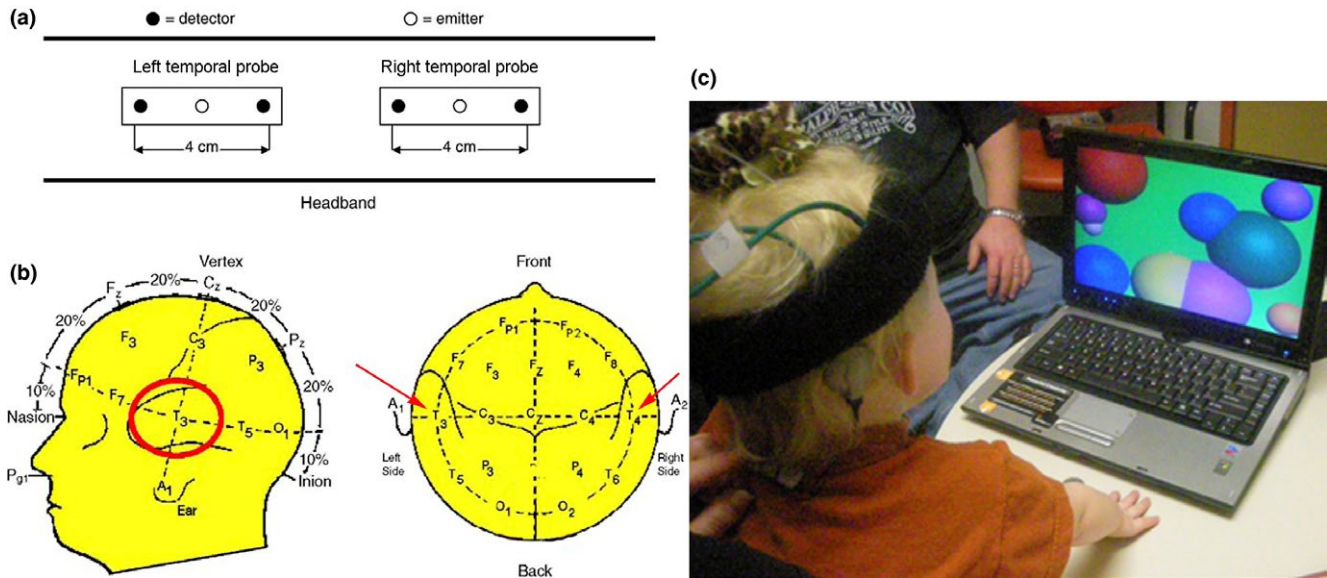 (a)
= detector
= emitter
Left temporal probe
Right temporal probe
4 cm
4 cm
Headband
(b)
Vertex
20%
20%
Fz
Cz
20%
20%
F3
C3
Pz
P3
20%
Fp1
10%
F7
T3
T5
O1
Nasion
10%
Pg1
Inion
A1
Ear
Front
Fp1
Fp2
F7
F3
Fz
F4
F8
A1
T3
C3
Cz
C4
T4
A2
Left
Side
Right
Side
T5
P3
P4
T6
O1
O2
Back
(c)